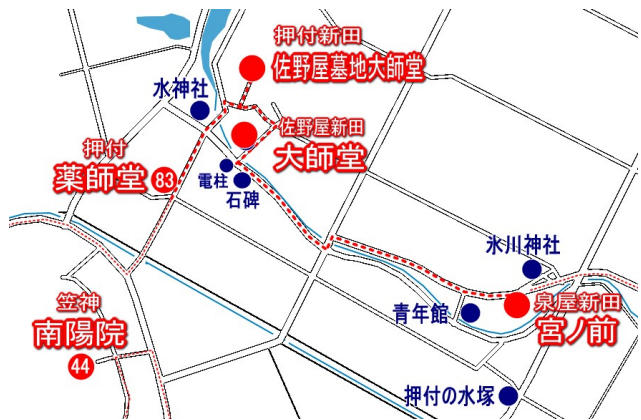 押付新田
佐野屋墓地大師堂
水神社
佐野屋新田
大師堂
押付
薬師堂 83
電柱
石碑
氷川神社
笠神
南陽院
44
青年館
泉屋新田
宮ノ前
押付の水塚